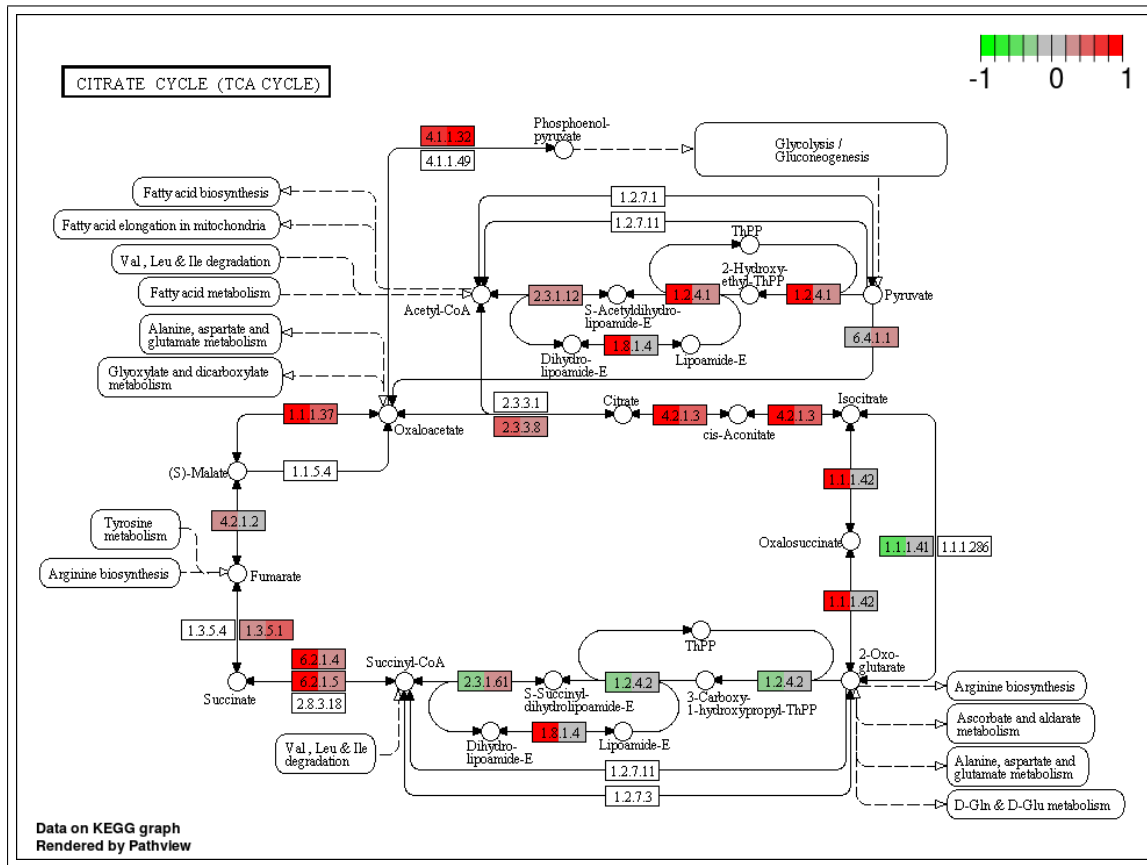 -1 0 1
CITRATE CYCLE (TCA CYCLE)
Phosphoenol-
pyruvate
4.1.1.32
4.1.1.49
Glycolysis /
Gluconeogenesis
Fatty acid biosynthesis
Fatty acid elongation in mitochondria
Val , Leu & Ile degradation
Fatty acid metabolism
Alanine, aspartate and
glutamate metabolism
Glyoxylate and dicarboxylate
metabolism
1.2.7.1
1.2.7.11
ThPP
2-Hydroxy-
ethyl-ThPP
Acetyl-CoA
2.3.1.12
S-Acetyldihydro-
lipoamide-E
1.2.4.1
1.2.4.1
Pyruvate
Dihydro-
lipoamide-E
1.8.1.4
Lipoamide-E
6.4.1.1
1.1.1.37
Oxaloacetate
2.3.3.1
2.3.3.8
Citrate
4.2.1.3
cis-Aconitate
4.2.1.3
Isocitrate
(S)-Malate
1.1.5.4
1.1.1.42
4.2.1.2
Tyrosine
metabolism
Oxalosuccinate
1.1.1.41
1.1.1.286
Arginine biosynthesis
Fumarate
1.1.1.42
1.3.5.4
1.3.5.1
ThPP
6.2.1.4
6.2.1.5
2.8.3.18
Succinate
Succinyl-CoA
2.3.1.61
S-Succinyl-
dihydrolipoamide-E
1.2.4.2
3-Carboxy-
1-hydroxypropyl-ThPP
1.2.4.2
2-Oxo-
glutarate
Dihydro-
lipoamide-E
1.8.1.4
Lipoamide-E
Val , Leu & Ile
degradation
1.2.7.11
1.2.7.3
Arginine biosynthesis
Ascorbate and aldarate
metabolism
Alanine, aspartate and
glutamate metabolism
D-Gln & D-Glu metabolism
Data on KEGG graph
Rendered by Pathview